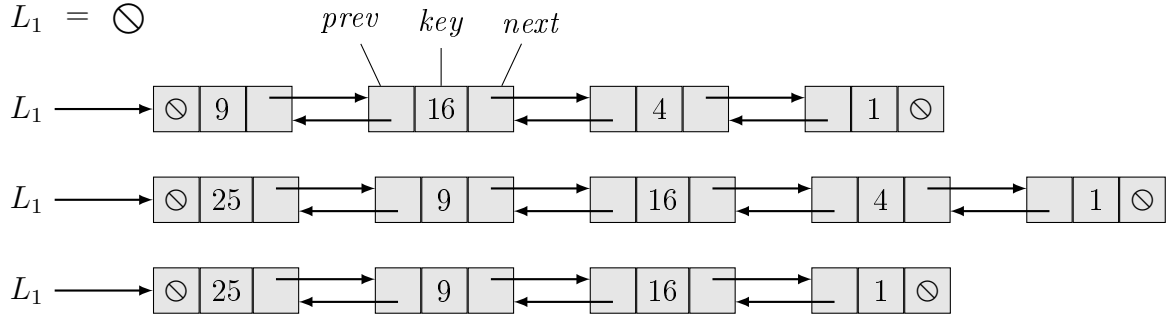 L₁ = ⦸
prev key next
L₁ ⦸ 9 16 4 1 ⦸
L₁ ⦸ 25 9 16 4 1 ⦸
L₁ ⦸ 25 9 16 1 ⦸